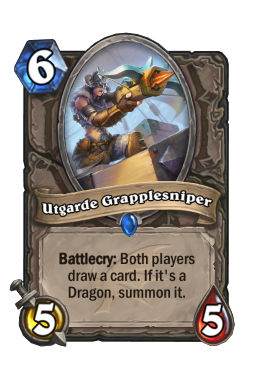 6
Utgarde Grapplesniper
Battlecry: Both players
draw a card. If it's a
Dragon, summon it.
5 5